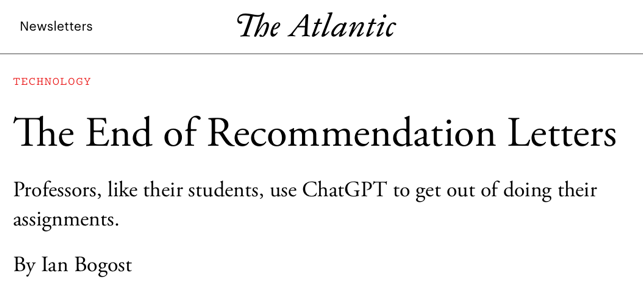 Newsletters
The Atlantic
TECHNOLOGY
The End of Recommendation Letters
Professors, like their students, use ChatGPT to get out of doing their
assignments.
By Ian Bogost